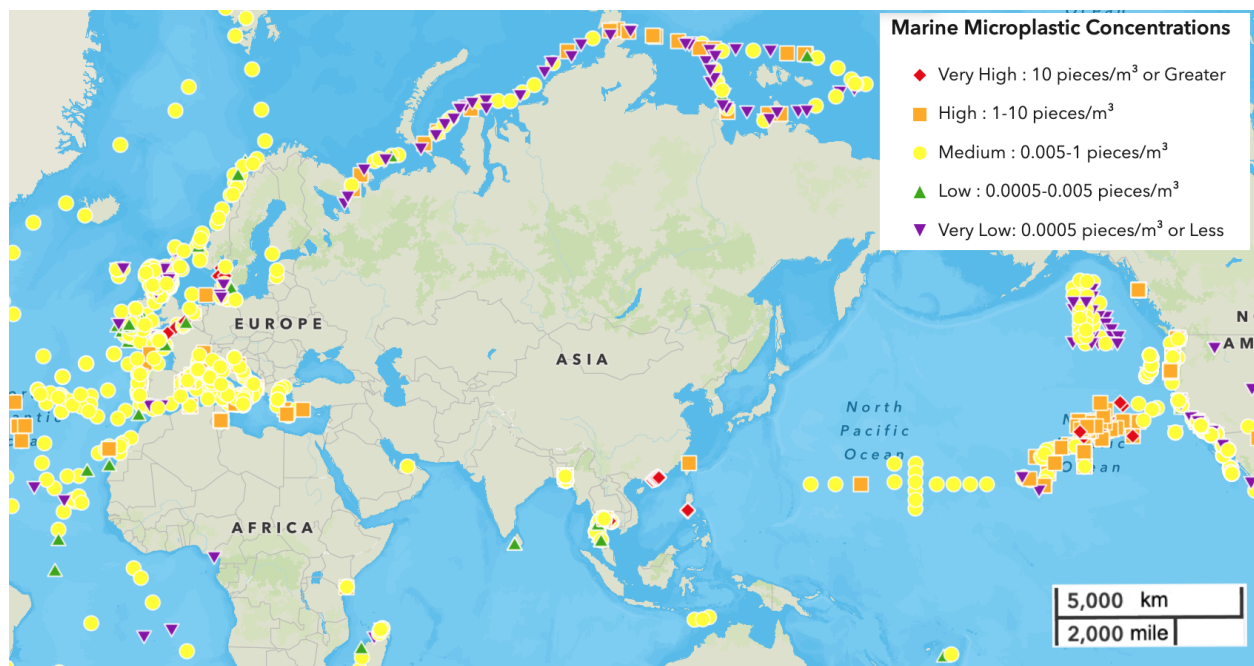 Marine Microplastic Concentrations
Very High : 10 pieces/m³ or Greater
High : 1-10 pieces/m³
Medium : 0.005-1 pieces/m³
Low : 0.0005-0.005 pieces/m³
Very Low: 0.0005 pieces/m³ or Less
EUROPE
ASIA
AFRICA
North
Pacific
Ocean
Ocean
N
AM
5,000 km
2,000 mile